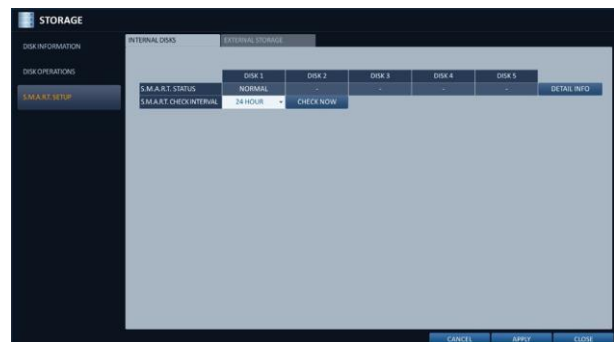 STORAGE
DISK INFORMATION
DISK OPERATIONS
S.M.A.R.T. SETUP
INTERNAL DISKS EXTERNAL STORAGE
DISK 1 DISK 2 DISK 3 DISK 4 DISK 5
S.M.A.R.T. STATUS NORMAL - - - - DETAIL INFO
S.M.A.R.T. CHECK INTERVAL 24 HOUR CHECK NOW
CANCEL APPLY CLOSE